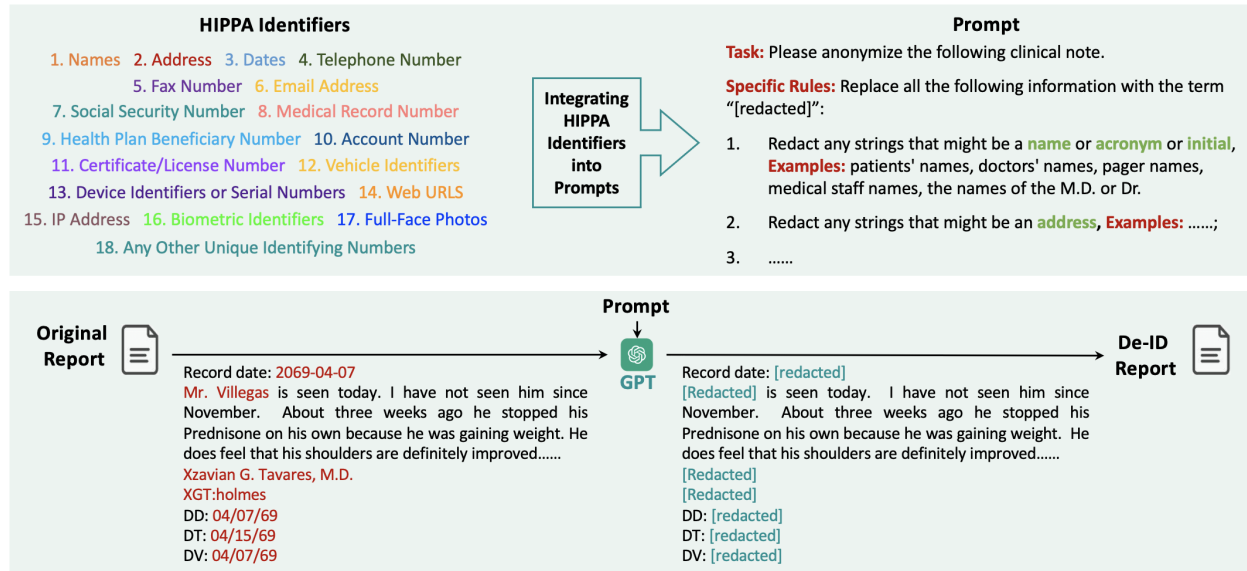 HIPPA Identifiers
1. Names 2. Address 3. Dates 4. Telephone Number
5. Fax Number 6. Email Address
7. Social Security Number 8. Medical Record Number
9. Health Plan Beneficiary Number 10. Account Number
11. Certificate/License Number 12. Vehicle Identifiers
13. Device Identifiers or Serial Numbers 14. Web URLS
15. IP Address 16. Biometric Identifiers 17. Full-Face Photos
18. Any Other Unique Identifying Numbers
Integrating
HIPPA
Identifiers
into
Prompts
Prompt
Task: Please anonymize the following clinical note.
Specific Rules: Replace all the following information with the term
“[redacted]”:
1. Redact any strings that might be a name or acronym or initial,
Examples: patients' names, doctors' names, pager names,
medical staff names, the names of the M.D. or Dr.
2. Redact any strings that might be an address, Examples: ......;
3. ......
Original
Report
Record date: 2069-04-07
Mr. Villegas is seen today. I have not seen him since
November. About three weeks ago he stopped his
Prednisone on his own because he was gaining weight. He
does feel that his shoulders are definitely improved......
Xzavian G. Tavares, M.D.
XGT:holmes
DD: 04/07/69
DT: 04/15/69
DV: 04/07/69
Prompt
GPT
Record date: [redacted]
[Redacted] is seen today. I have not seen him since
November. About three weeks ago he stopped his
Prednisone on his own because he was gaining weight. He
does feel that his shoulders are definitely improved......
[Redacted]
[Redacted]
DD: [redacted]
DT: [redacted]
DV: [redacted]
De-ID
Report